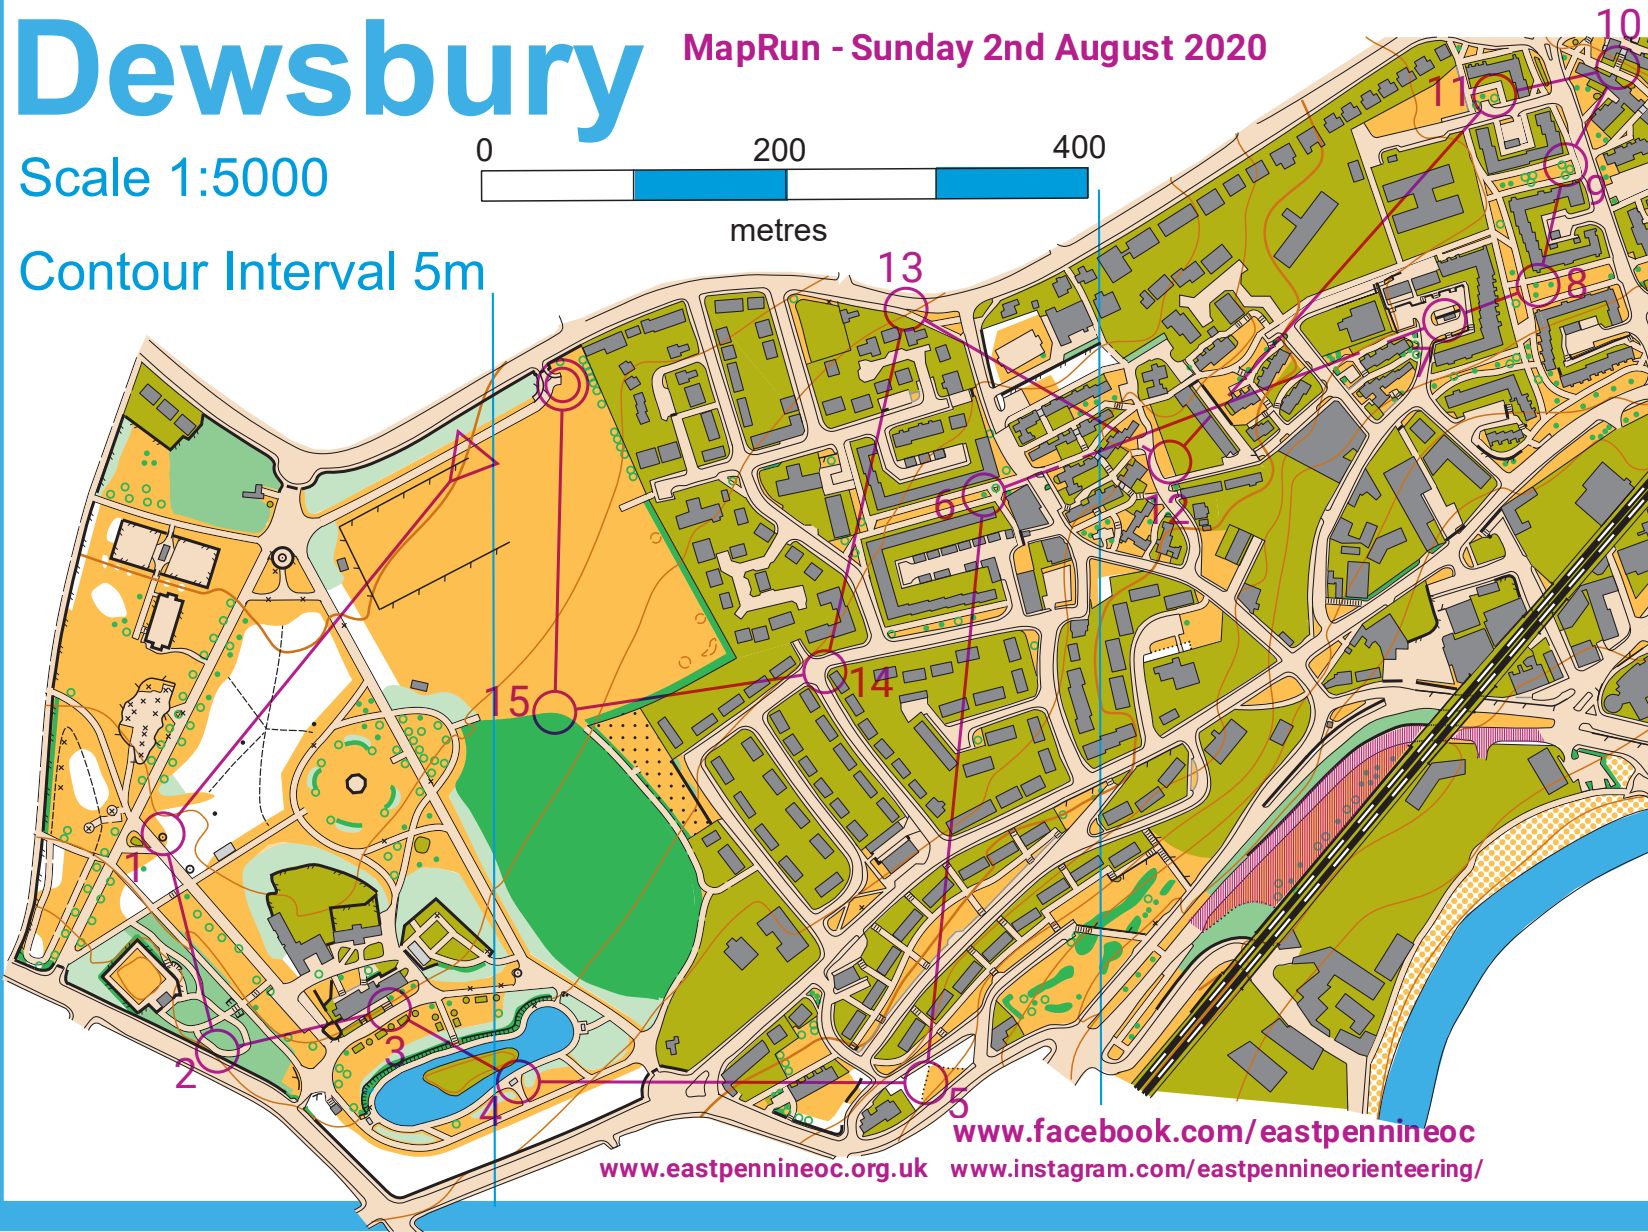 Dewsbury
MapRun - Sunday 2nd August 2020
Scale 1:5000
Contour Interval 5m
0 200 400
metres
10
11
9
8
7
13
12
6
14
15
1
2
3
4
5
www.facebook.com/eastpennineoc
www.eastpennineoc.org.uk www.instagram.com/eastpennineorienteering/